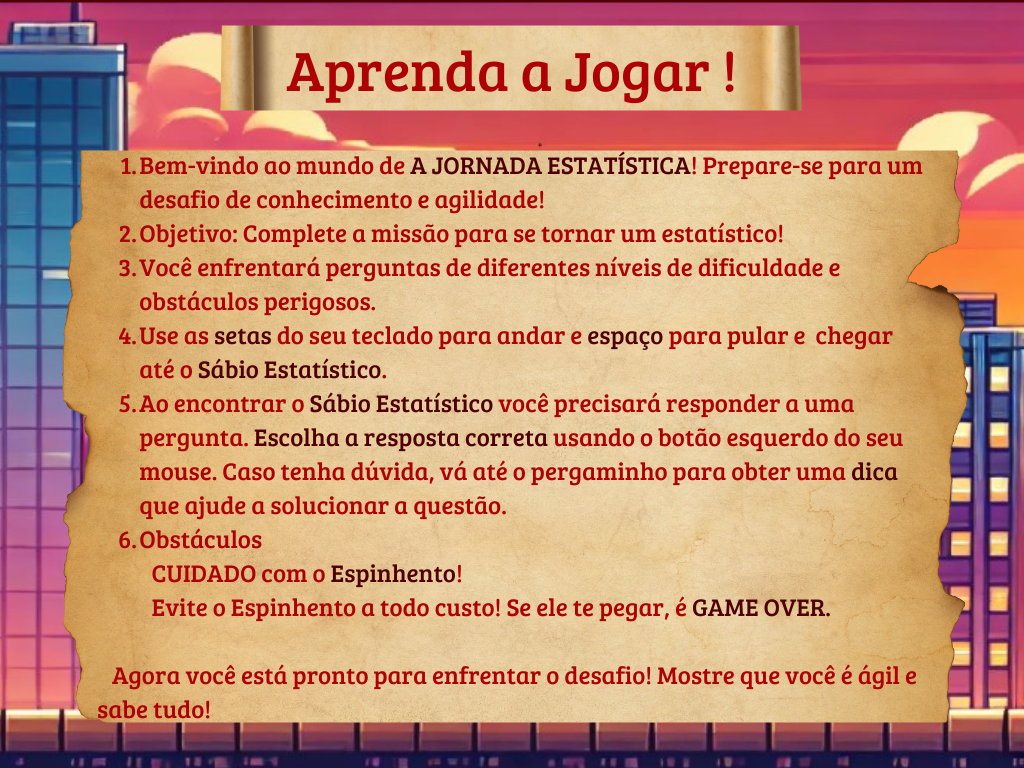 Aprenda a Jogar !
1. Bem-vindo ao mundo de A JORNADA ESTATÍSTICA! Prepare-se para um
desafio de conhecimento e agilidade!
2. Objetivo: Complete a missão para se tornar um estatístico!
3. Você enfrentará perguntas de diferentes níveis de dificuldade e
obstáculos perigosos.
4. Use as setas do seu teclado para andar e espaço para pular e  chegar
até o Sábio Estatístico.
5. Ao encontrar o Sábio Estatístico você precisará responder a uma
pergunta. Escolha a resposta correta usando o botão esquerdo do seu
mouse. Caso tenha dúvida, vá até o pergaminho para obter uma dica
que ajude a solucionar a questão.
6. Obstáculos
CUIDADO com o Espinhento!
Evite o Espinhento a todo custo! Se ele te pegar, é GAME OVER.
Agora você está pronto para enfrentar o desafio! Mostre que você é ágil e
sabe tudo!